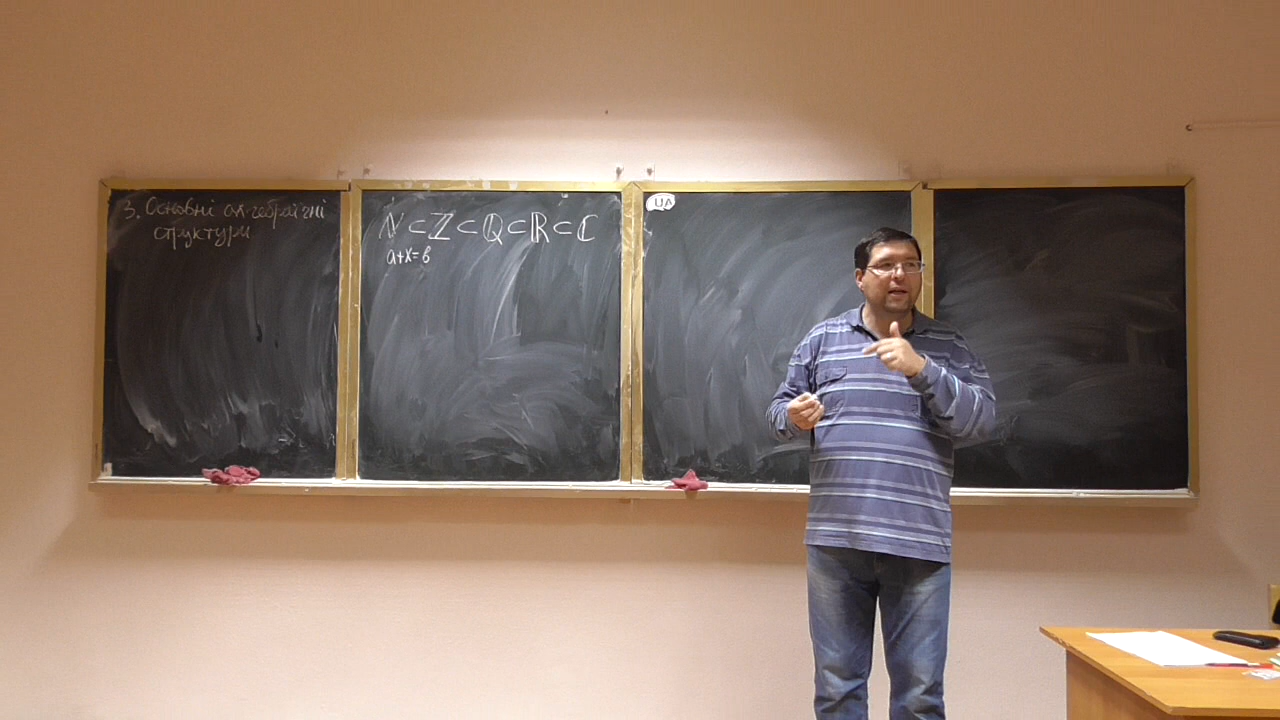 3. Основні алгебраїчні
структури
ℕ ⊂ ℤ ⊂ ℚ ⊂ ℝ ⊂ ℂ
a+x=b
UA